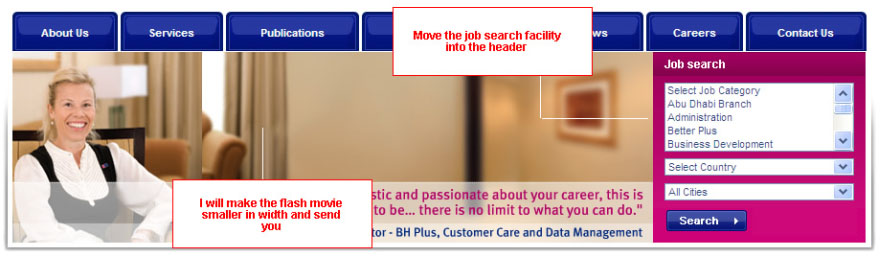 About Us
Services
Publications
Careers
Contact Us
Move the job search facility
into the header
Job search
Select Job Category
Abu Dhabi Branch
Administration
Better Plus
Business Development
Select Country
All Cities
Search
I will make the flash movie
smaller in width and send
you
and passionate about your career, this is
to be... there is no limit to what you can do."
- BH Plus, Customer Care and Data Management